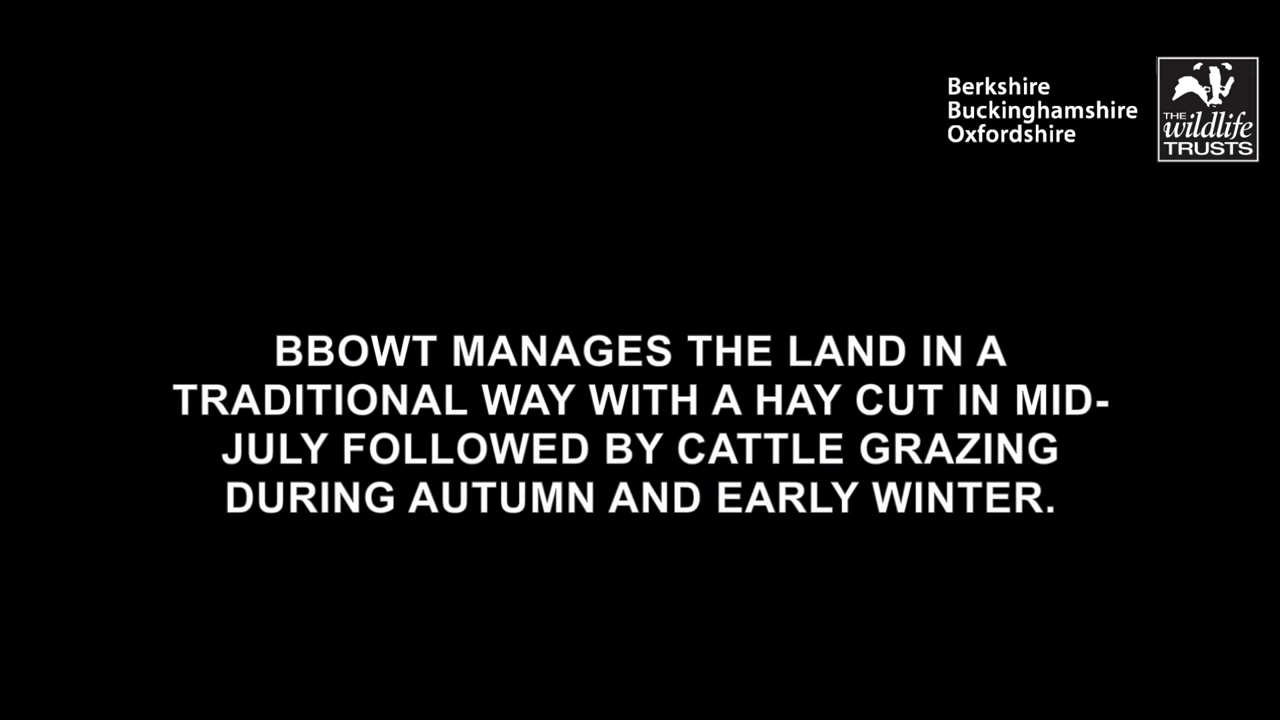 Berkshire
Buckinghamshire
Oxfordshire
THE
wildlife
TRUSTS
BBOWT MANAGES THE LAND IN A
TRADITIONAL WAY WITH A HAY CUT IN MID-
JULY FOLLOWED BY CATTLE GRAZING
DURING AUTUMN AND EARLY WINTER.